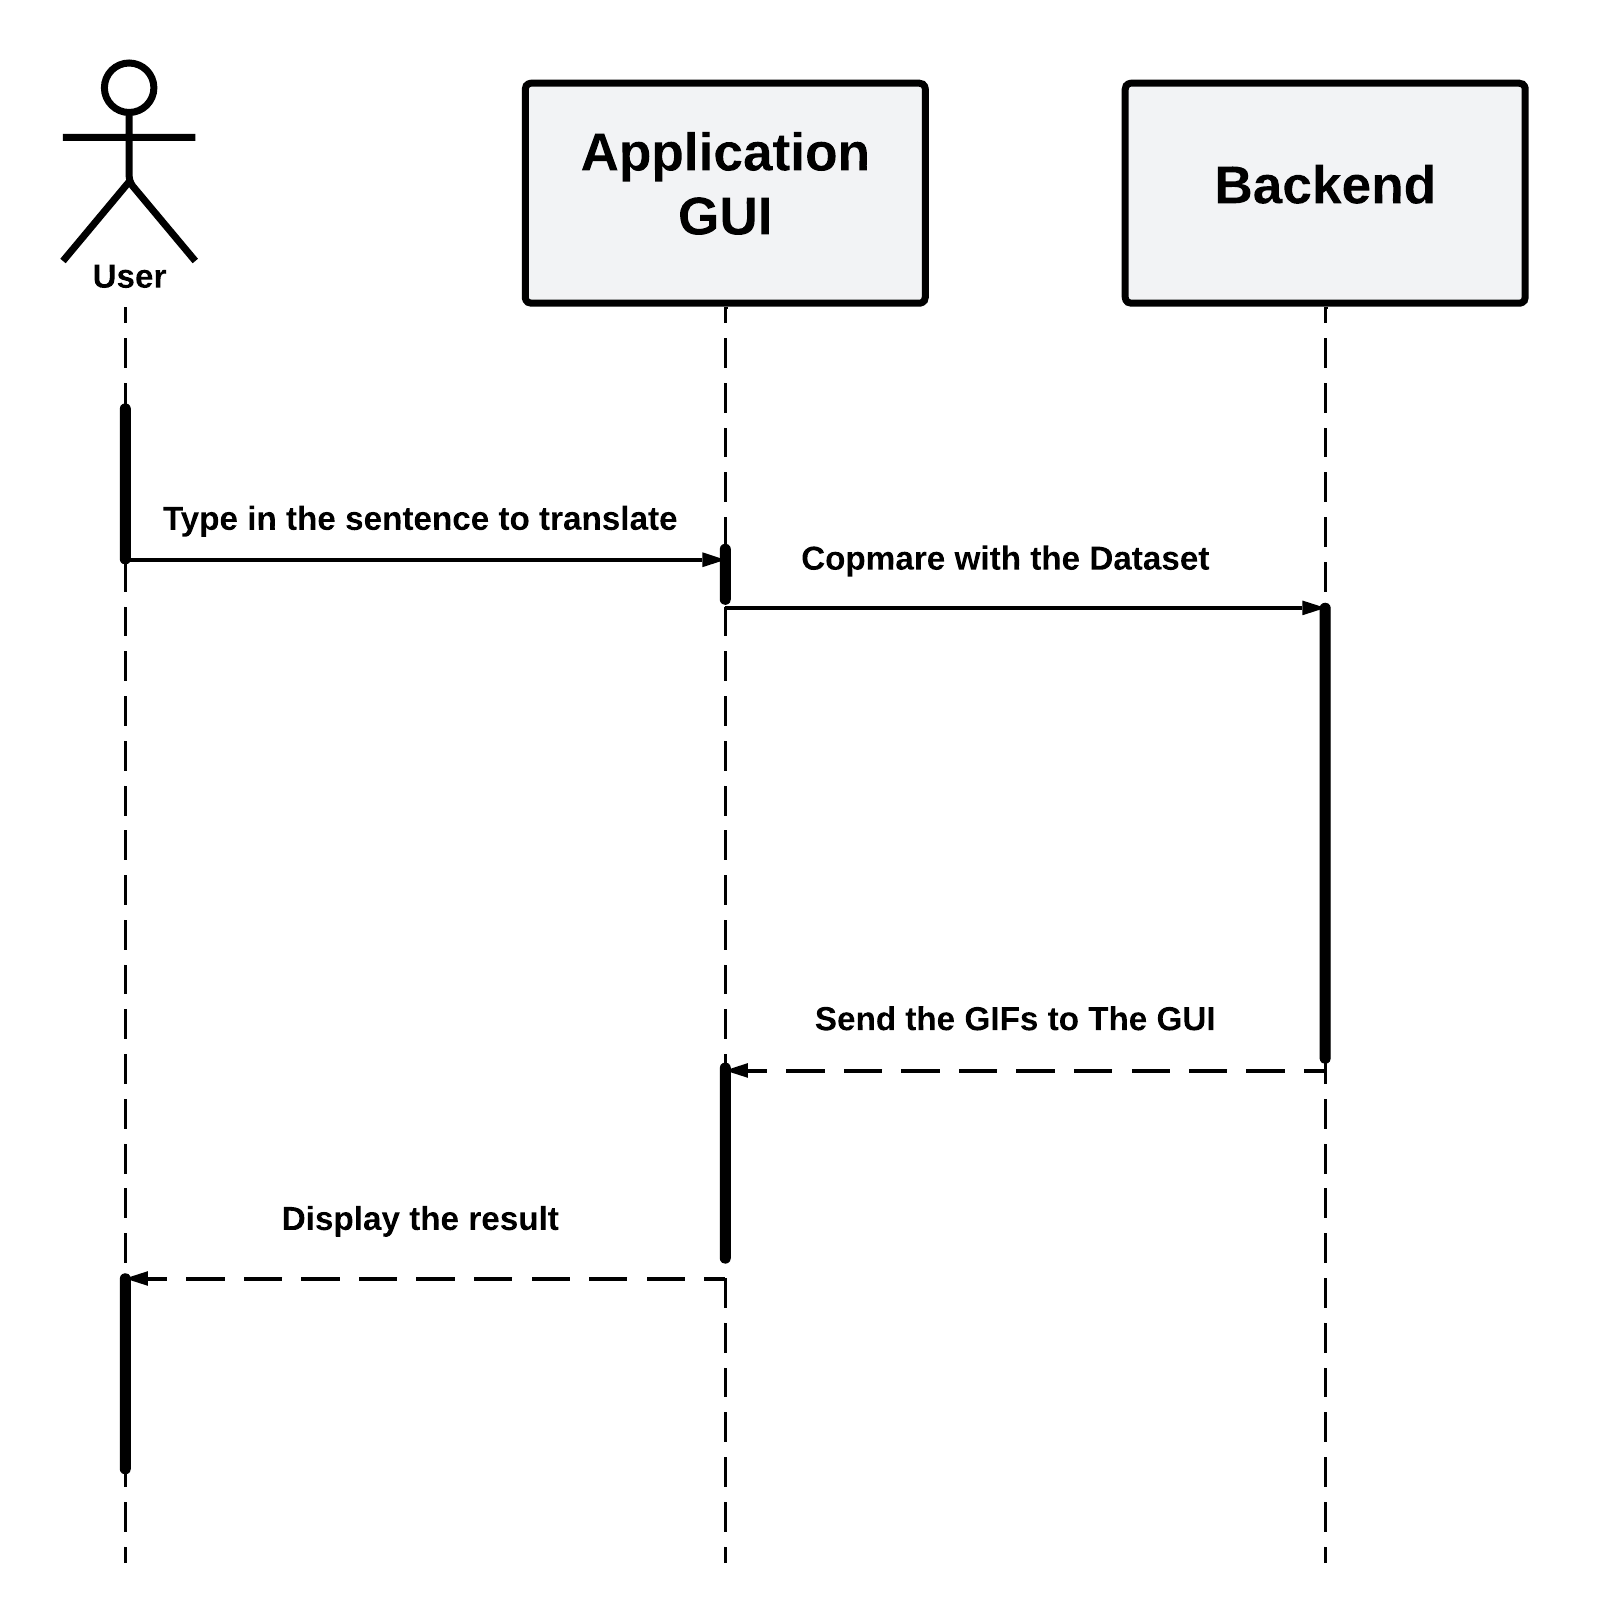 User
Application
GUI
Backend
Type in the sentence to translate
Copmare with the Dataset
Send the GIFs to The GUI
Display the result